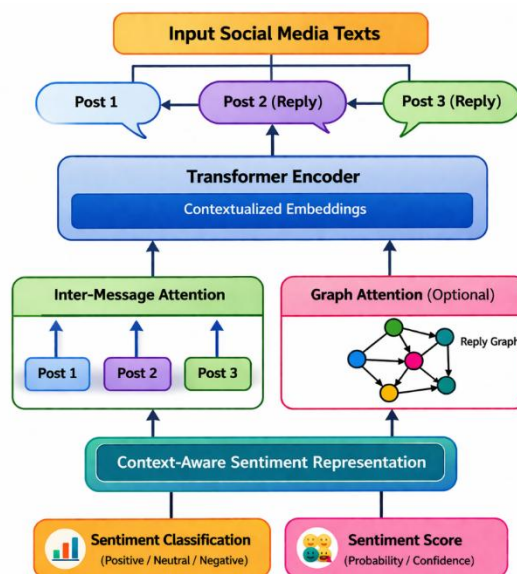 Input Social Media Texts
Post 1
Post 2 (Reply)
Post 3 (Reply)
Transformer Encoder
Contextualized Embeddings
Inter-Message Attention
Post 1
Post 2
Post 3
Graph Attention (Optional)
Reply Graph
Context-Aware Sentiment Representation
Sentiment Classification
(Positive / Neutral / Negative)
Sentiment Score
(Probability / Confidence)